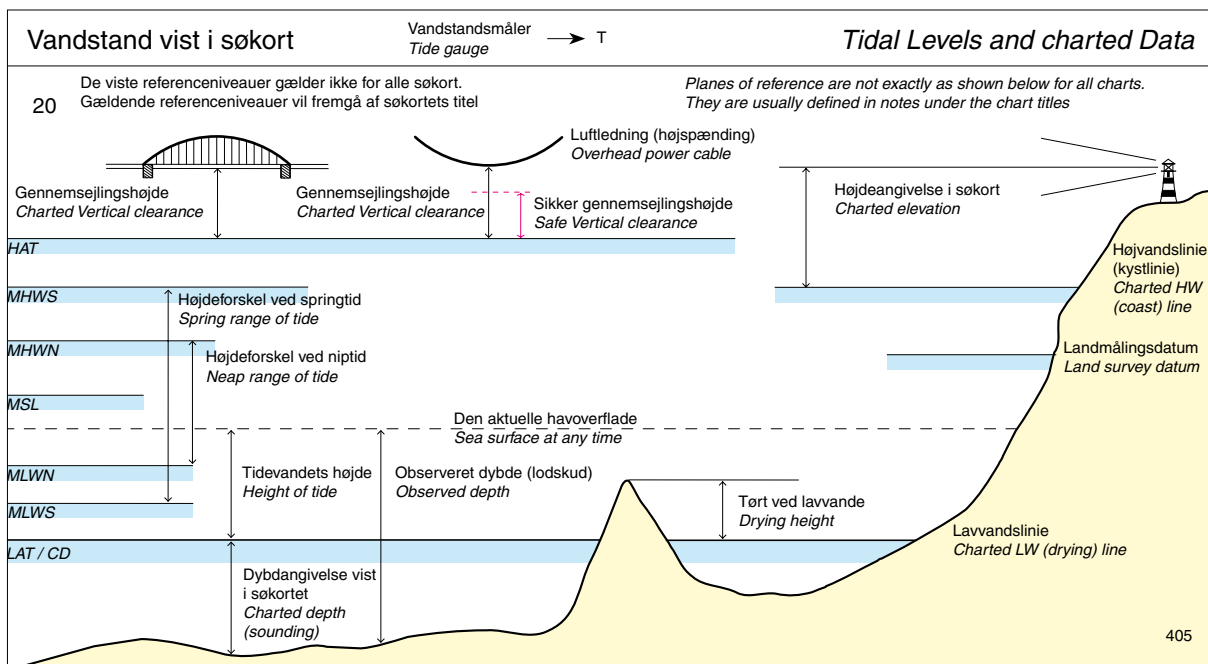 Vandstand vist i søkort
Vandstandsmåler
Tide gauge
T
Tidal Levels and charted Data
20
De viste referenceniveauer gælder ikke for alle søkort.
Gældende referenceniveauer vil fremgå af søkortets titel
Planes of reference are not exactly as shown below for all charts.
They are usually defined in notes under the chart titles
Luftledning (højspænding)
Overhead power cable
Gennemsejlingshøjde
Charted Vertical clearance
Gennemsejlingshøjde
Charted Vertical clearance
Sikker gennemsejlingshøjde
Safe Vertical clearance
Højdeangivelse i søkort
Charted elevation
HAT
Højvandslinie
(kystlinie)
Charted HW
(coast) line
MHWS
Højdeforskel ved springtid
Spring range of tide
MHWN
Højdeforskel ved niptid
Neap range of tide
Landmålingsdatum
Land survey datum
MSL
Den aktuelle havoverflade
Sea surface at any time
MLWN
Tidevandets højde
Height of tide
Observeret dybde (lodskud)
Observed depth
MLWS
Tørt ved lavvande
Drying height
LAT / CD
Lavvandslinie
Charted LW (drying) line
Dybdangivelse vist
i søkortet
Charted depth
(sounding)
405